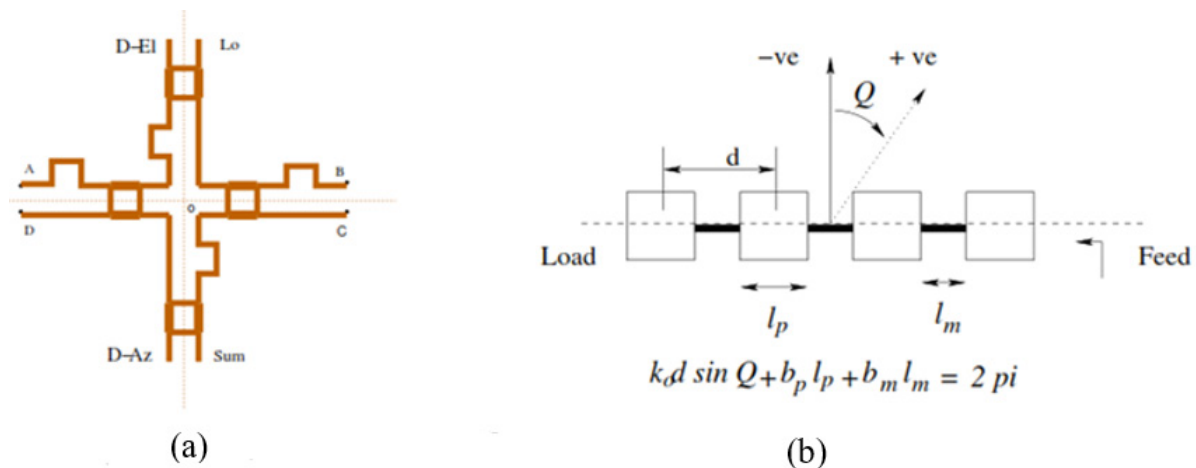 D-El Lo
A B
o
D C
D-Az Sum
(a)
-ve + ve
Q
d
Load Feed
l_p l_m
k_o d sin Q + b_p l_p + b_m l_m = 2 pi
(b)